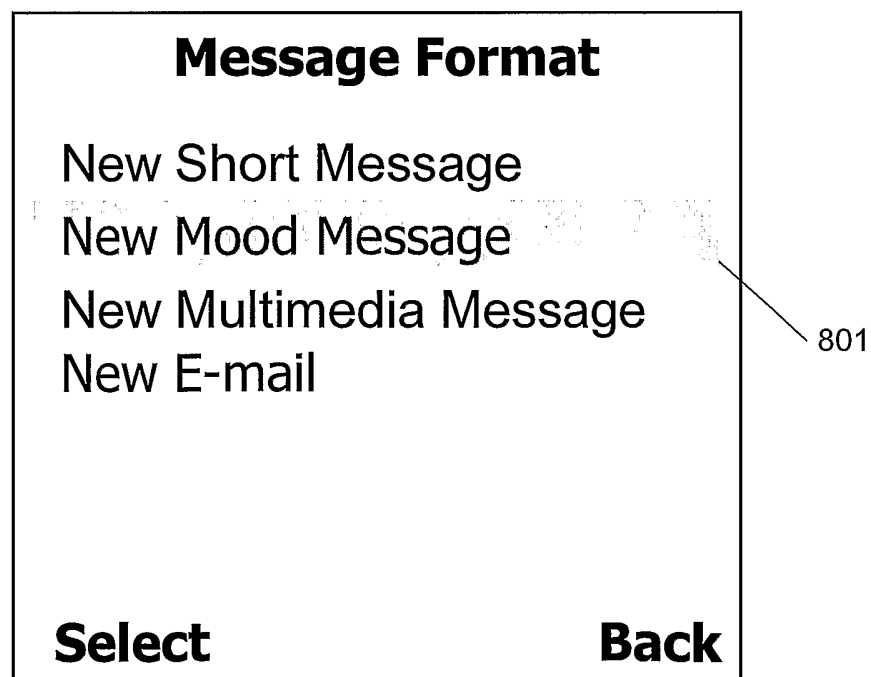 Message Format
New Short Message
New Mood Message
New Multimedia Message
801
New E-mail
Select Back